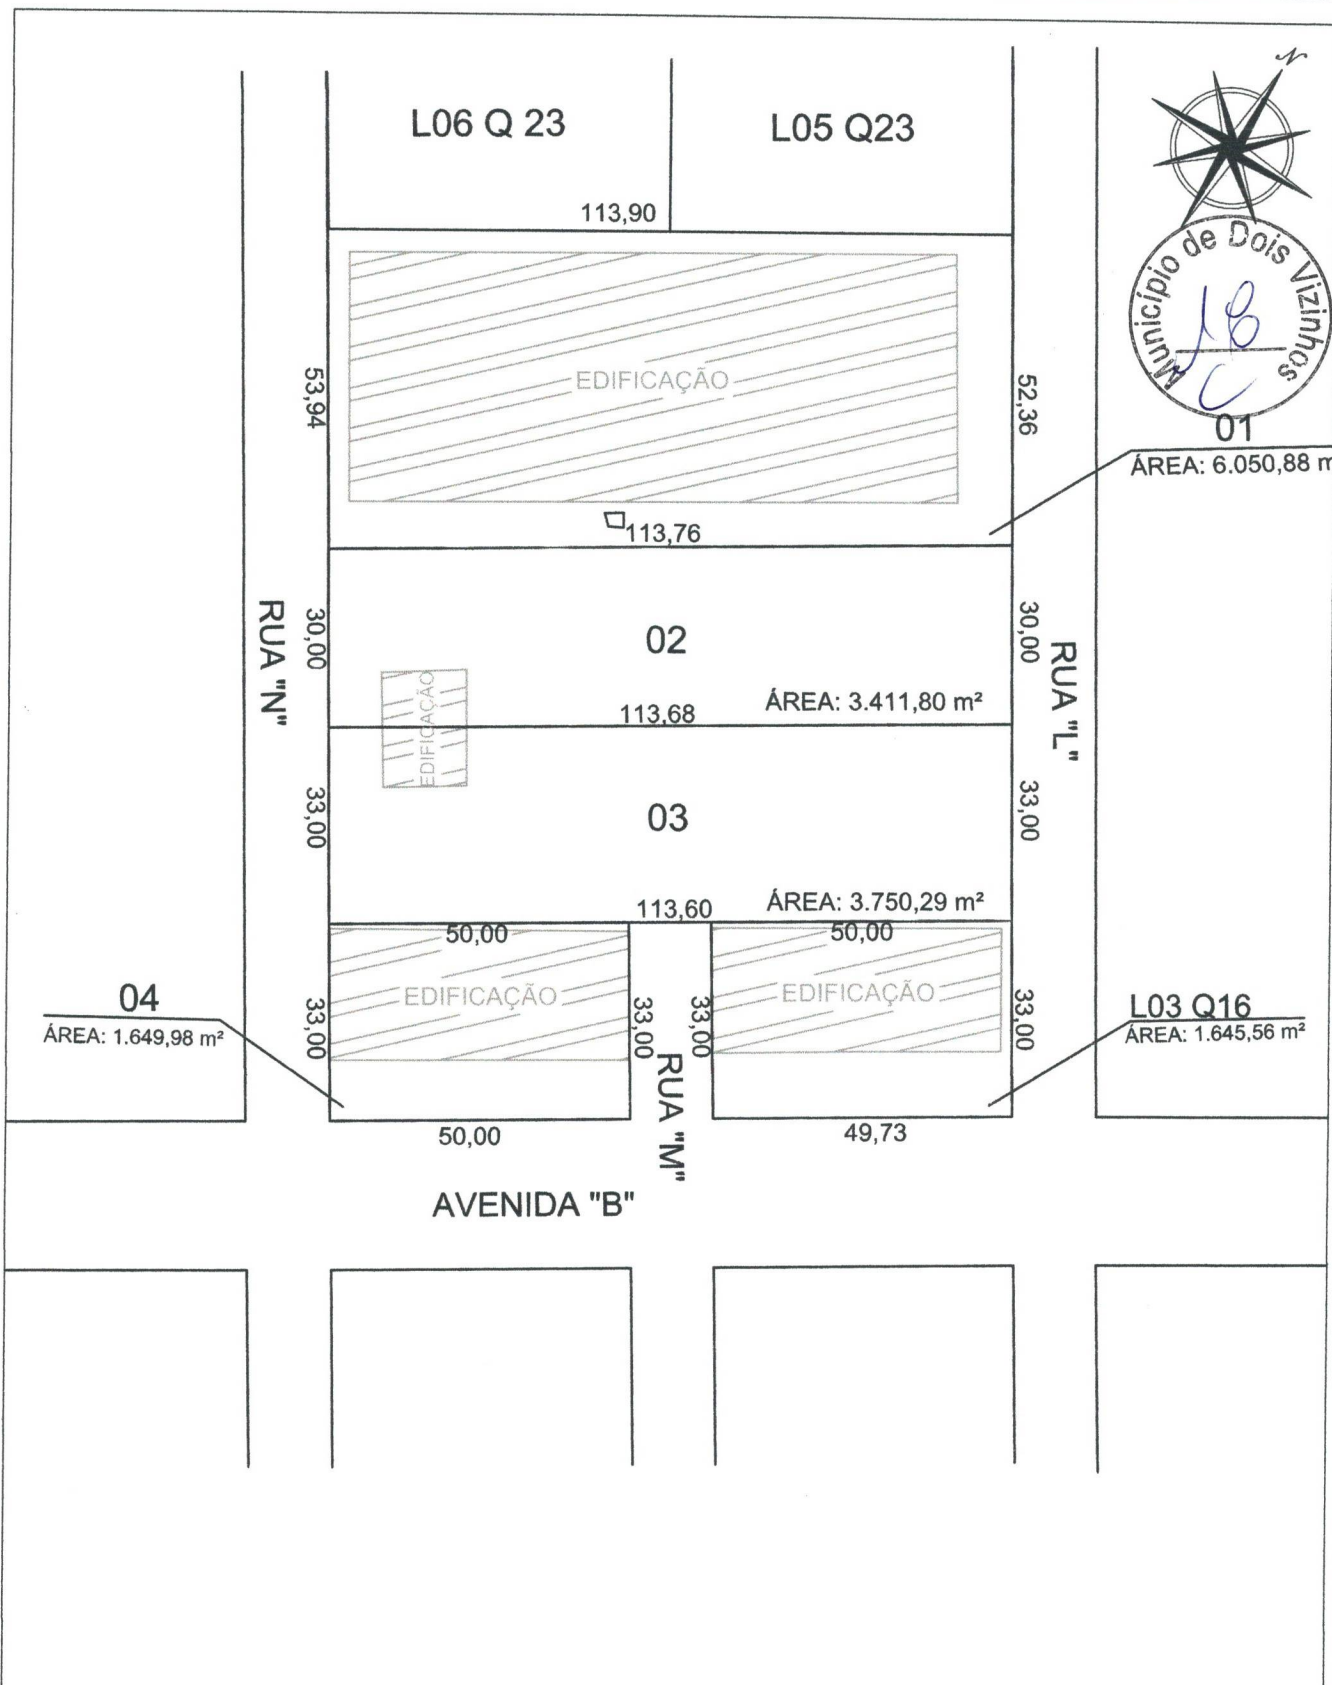 N
L06 Q 23
L05 Q23
113,90
Município de Dois Vizinhos
EDIFICAÇÃO
53,94
52,36
01
ÁREA: 6.050,88 m
113,76
RUA "N"
30,00
02
30,00
RUA "L"
EDIFICAÇÃO
113,68
ÁREA: 3.411,80 m²
33,00
03
33,00
113,60
ÁREA: 3.750,29 m²
50,00
50,00
EDIFICAÇÃO
EDIFICAÇÃO
04
ÁREA: 1.649,98 m²
33,00
33,00
33,00
33,00
L03 Q16
ÁREA: 1.645,56 m²
RUA "M"
50,00
49,73
AVENIDA "B"